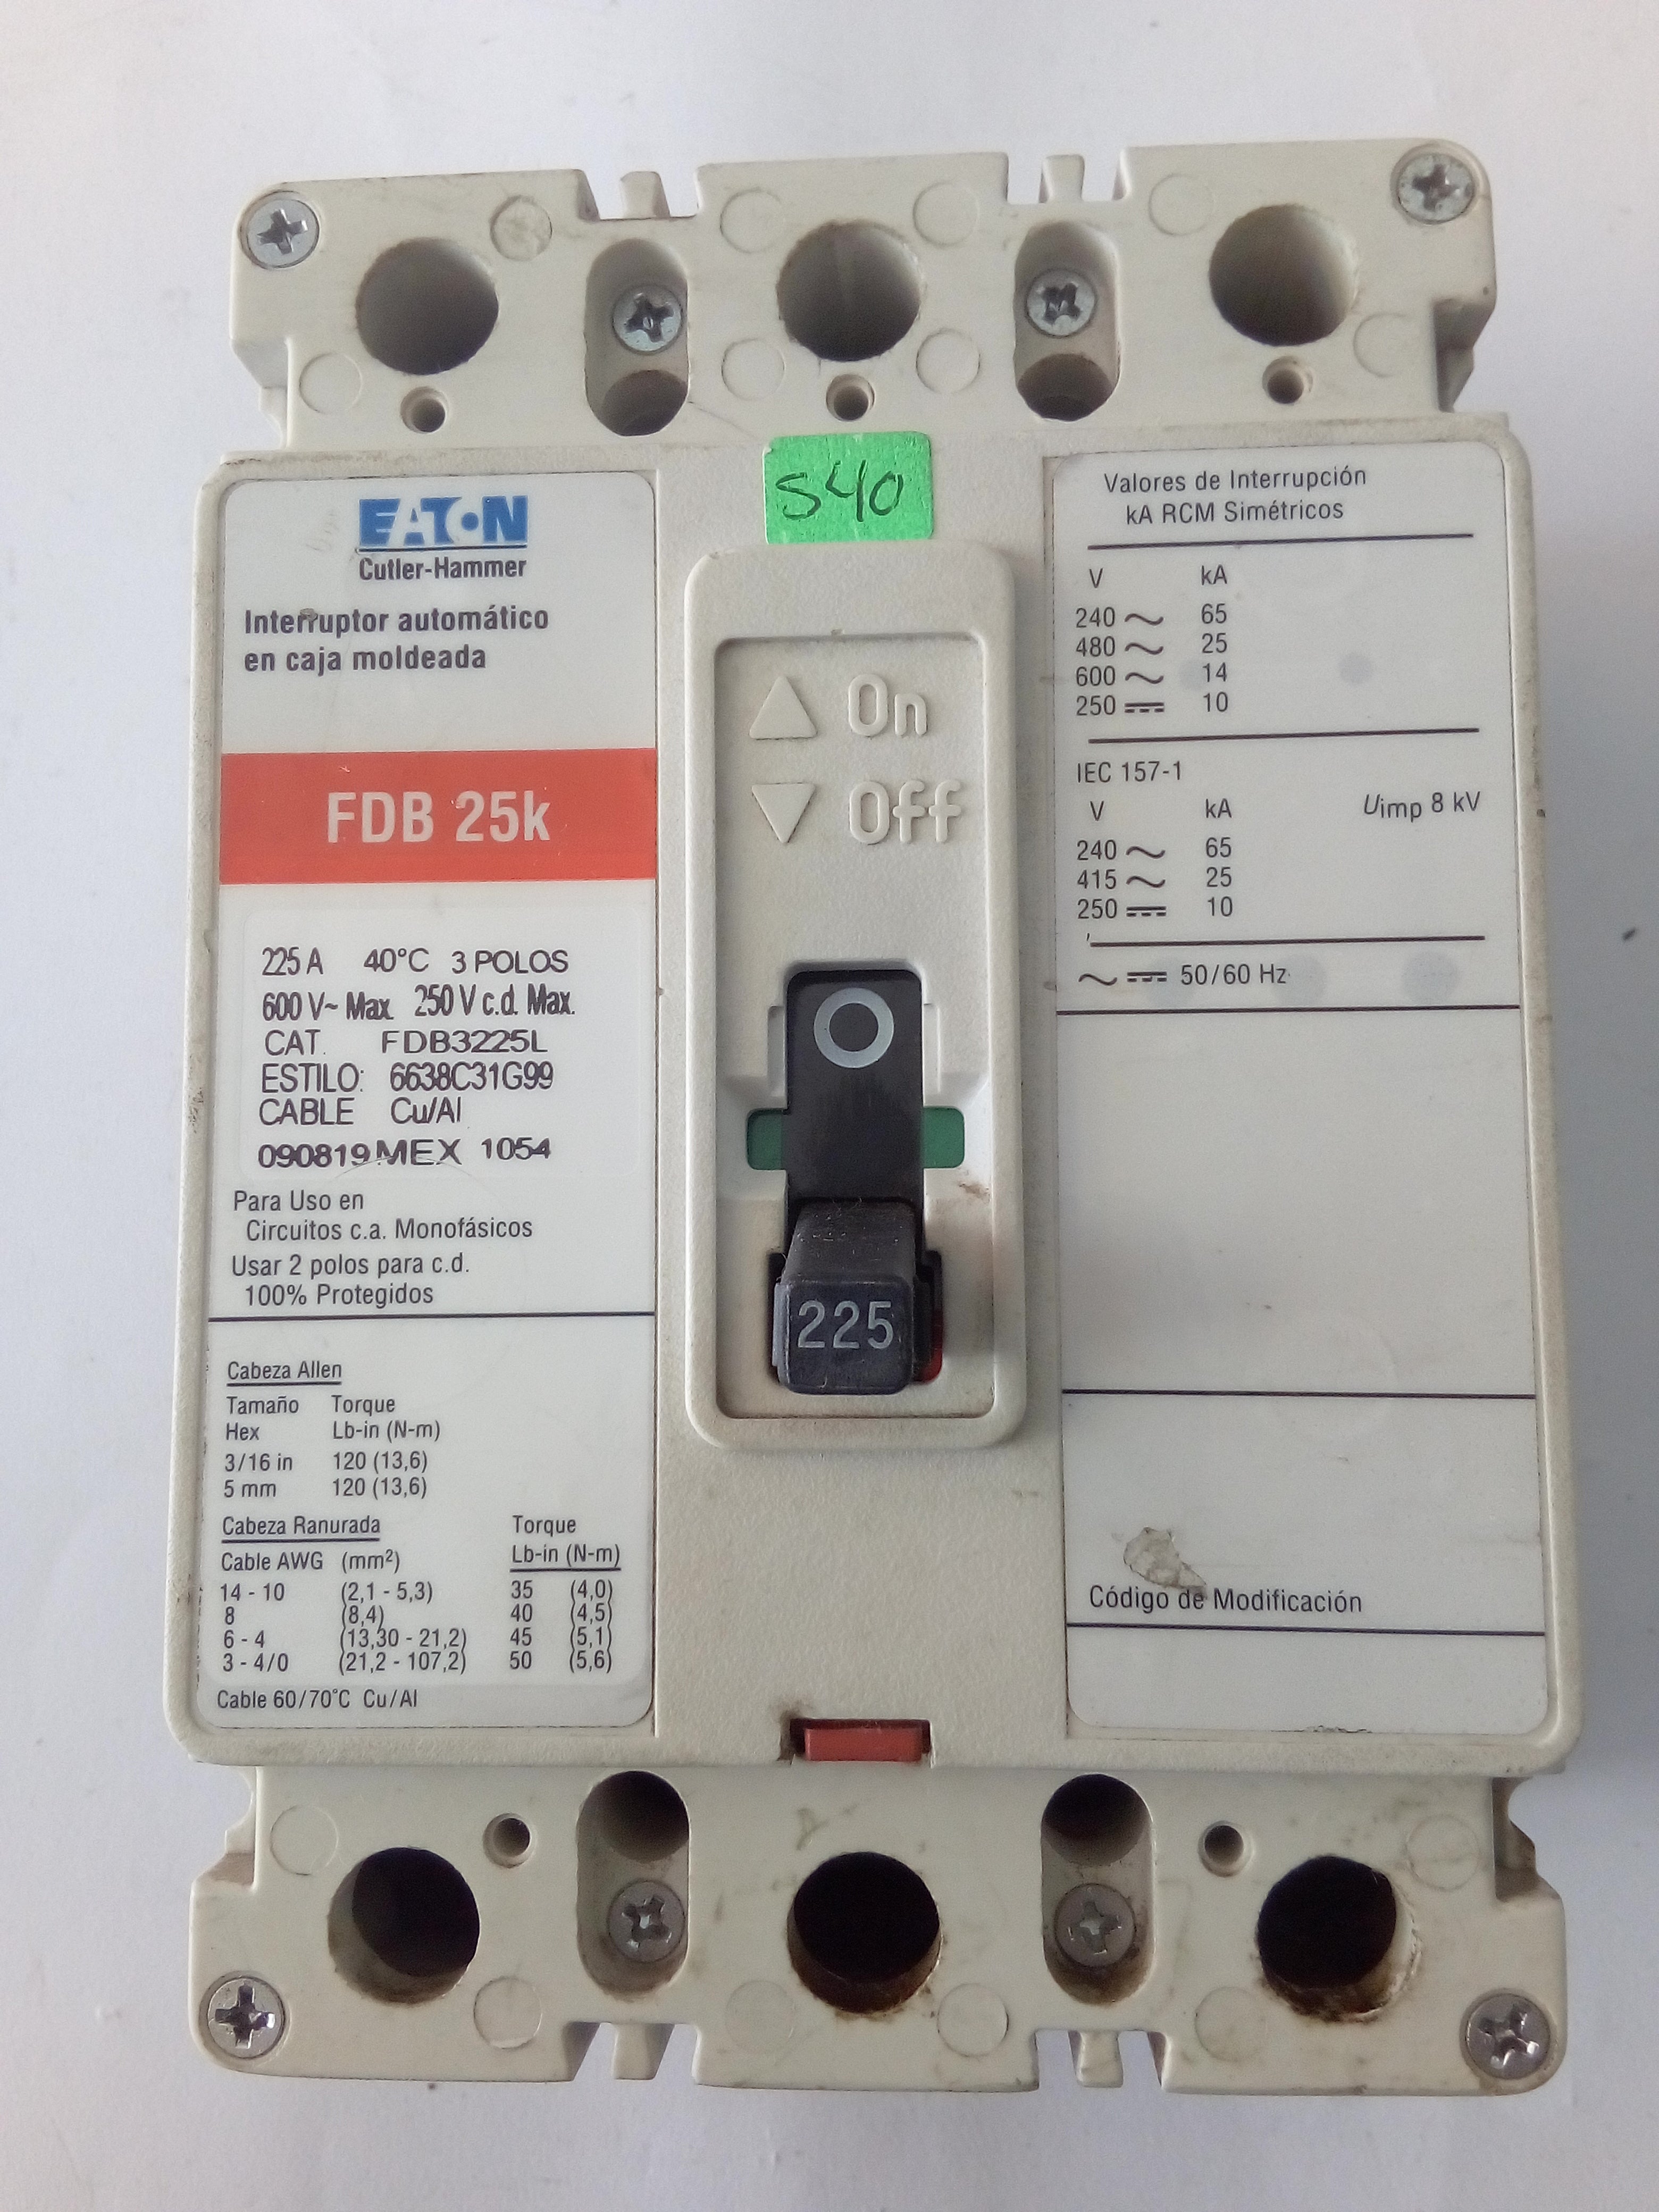 S40
EATON
Cutler-Hammer
Interruptor automático
en caja moldeada
FDB 25k
225 A 40°C 3 POLOS
600 V~ Max. 250 V c.d. Max.
CAT. FDB3225L
ESTILO: 6638C31G99
CABLE Cu/Al
090819 MEX 1054
Para Uso en
Circuitos c.a. Monofásicos
Usar 2 polos para c.d.
100% Protegidos
Cabeza Allen
Tamaño Torque
Hex Lb-in (N-m)
3/16 in 120 (13,6)
5 mm 120 (13,6)
Cabeza Ranurada Torque
Cable AWG (mm²) Lb-in (N-m)
14 - 10 (2,1 - 5,3) 35 (4,0)
8 (8,4) 40 (4,5)
6 - 4 (13,30 - 21,2) 45 (5,1)
3 - 4/0 (21,2 - 107,2) 50 (5,6)
Cable 60/70°C Cu/Al
On
Off
O
225
Valores de Interrupción
kA RCM Simétricos
V kA
240 ~ 65
480 ~ 25
600 ~ 14
250 ⎓ 10
IEC 157-1
V kA Uimp 8 kV
240 ~ 65
415 ~ 25
250 ⎓ 10
~ ⎓ 50/60 Hz
Código de Modificación